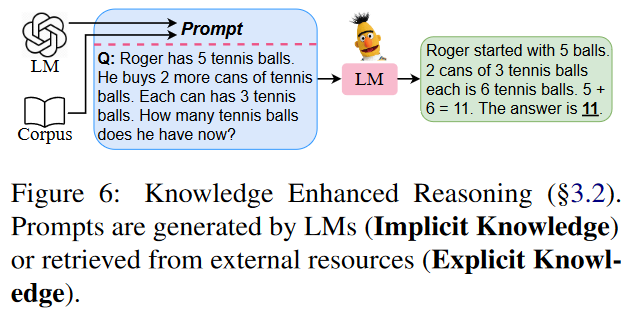 LM
Corpus
Prompt
Q: Roger has 5 tennis balls.
He buys 2 more cans of tennis
balls. Each can has 3 tennis
balls. How many tennis balls
does he have now?
LM
Roger started with 5 balls.
2 cans of 3 tennis balls
each is 6 tennis balls. 5 +
6 = 11. The answer is 11.
Figure 6: Knowledge Enhanced Reasoning (§3.2).
Prompts are generated by LMs (Implicit Knowledge)
or retrieved from external resources (Explicit Knowl-
edge).